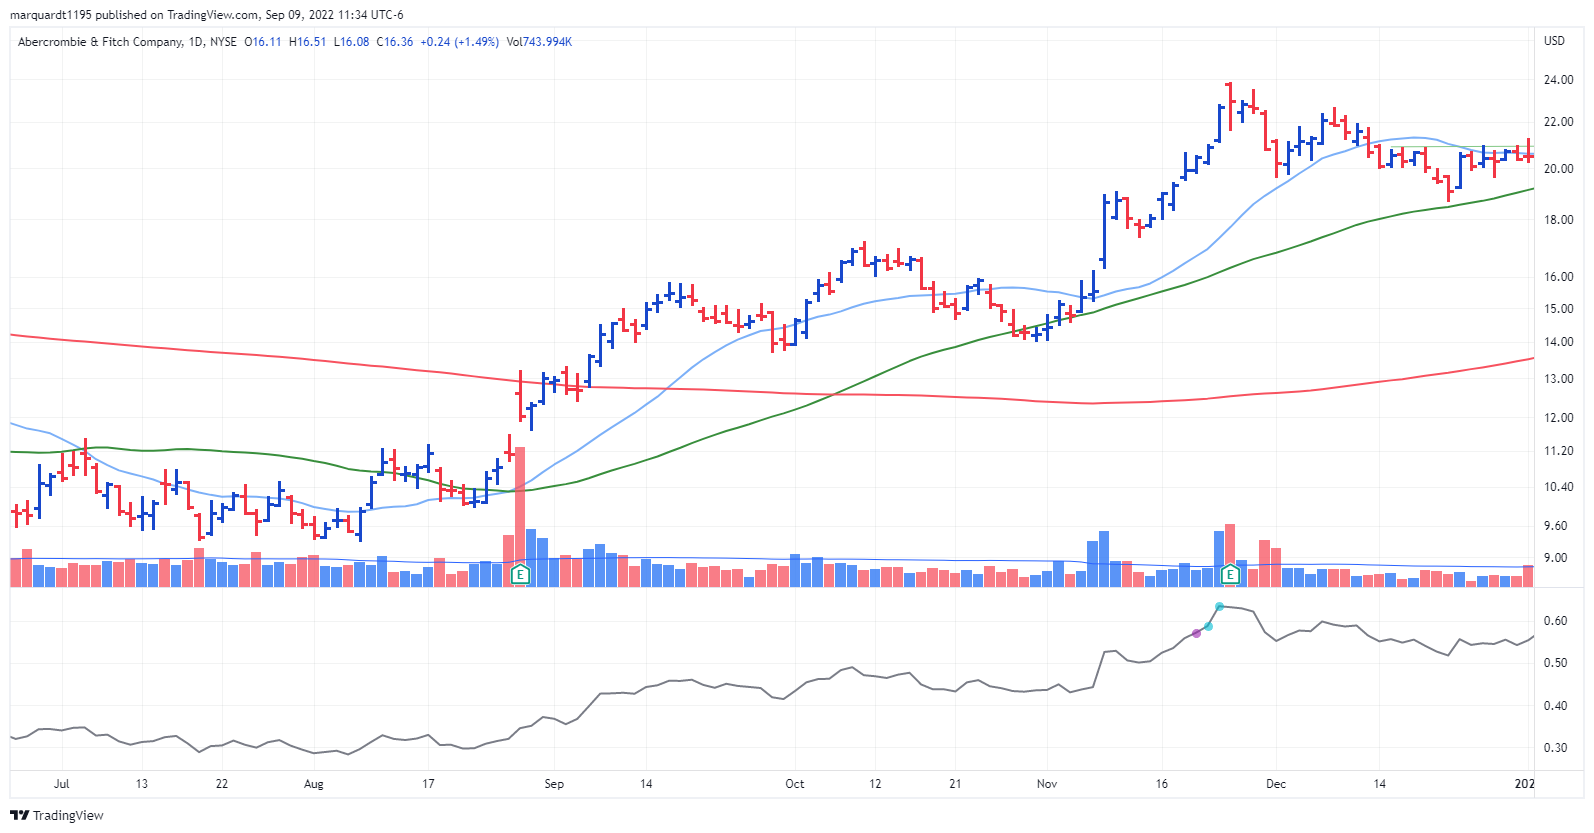 marquardt1195 published on TradingView.com, Sep 09, 2022 11:34 UTC-6
Abercrombie & Fitch Company, 1D, NYSE O16.11 H16.51 L16.08 C16.36 +0.24 (+1.49%) Vol743.994K
USD
24.00
22.00
20.00
18.00
16.00
15.00
14.00
13.00
12.00
11.20
10.40
9.60
9.00
E E
0.60
0.50
0.40
0.30
Jul 13 22 Aug 17 Sep 14 Oct 12 21 Nov 16 Dec 14 202
TradingView